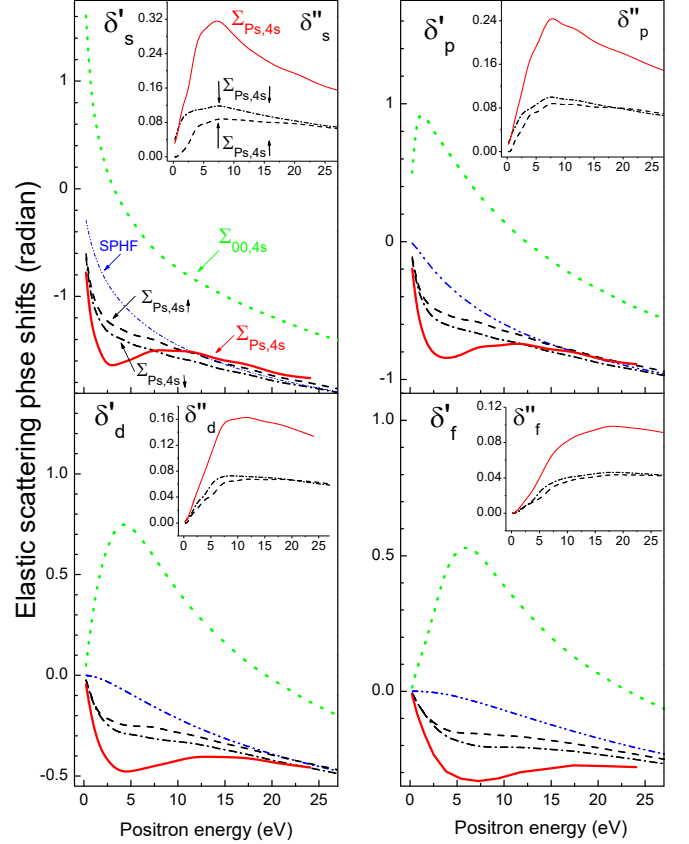 Elastic scattering phse shifts (radian)
δ's
δ''s
ΣPs,4s
0.32
0.24
0.16
0.08
0.00
0 5 10 15 20 25
ΣPs,4s↓
ΣPs,4s↑
1
0
-1
SPHF
Σ00,4s
ΣPs,4s↑
ΣPs,4s
ΣPs,4s↓
δ'p
δ''p
0.24
0.16
0.08
0.00
0 5 10 15 20 25
1
0
-1
δ'd
δ''d
0.16
0.12
0.08
0.04
0.00
0 5 10 15 20 25
1.0
0.5
0.0
-0.5
0 5 10 15 20 25
Positron energy (eV)
δ'f
δ''f
0.12
0.08
0.04
0.00
0 5 10 15 20 25
1.0
0.5
0.0
0 5 10 15 20 25
Positron energy (eV)